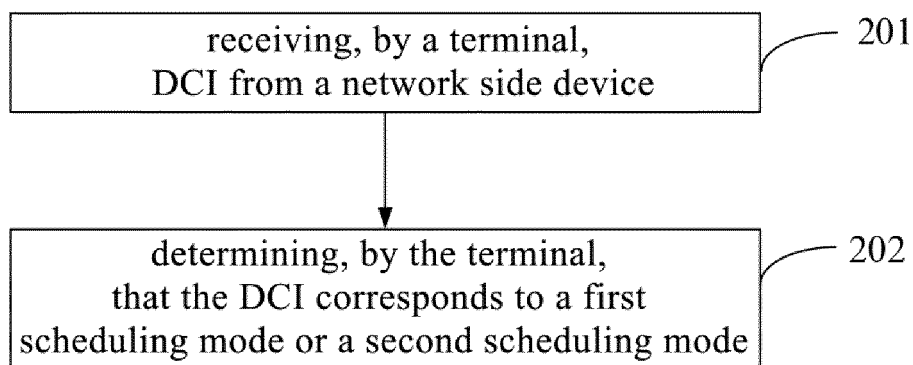 receiving, by a terminal,
DCI from a network side device
201
determining, by the terminal,
that the DCI corresponds to a first
scheduling mode or a second scheduling mode
202